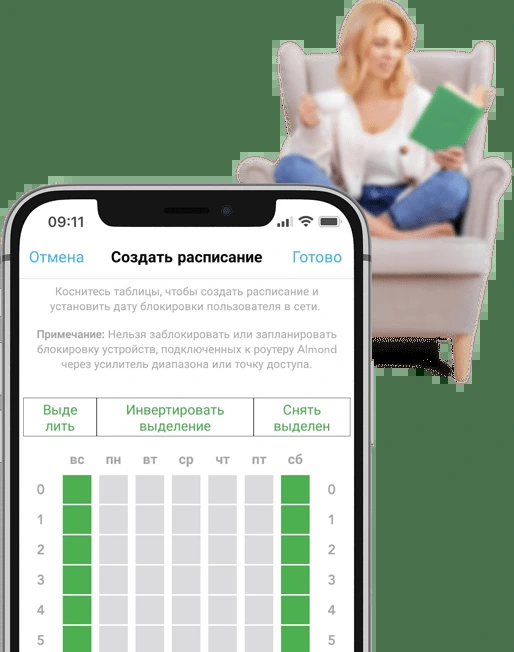 09:11
Отмена Создать расписание Готово
Коснитесь таблицы, чтобы создать расписание и
установить дату блокировки пользователя в сети.
Примечание: Нельзя заблокировать или запланировать
блокировку устройств, подключенных к роутеру Almond
через усилитель диапазона или точку доступа.
Выде Инвертировать Снять
лить выделение выделен
вс пн вт ср чт пт сб
0 0
1 1
2 2
3 3
4 4
5 5